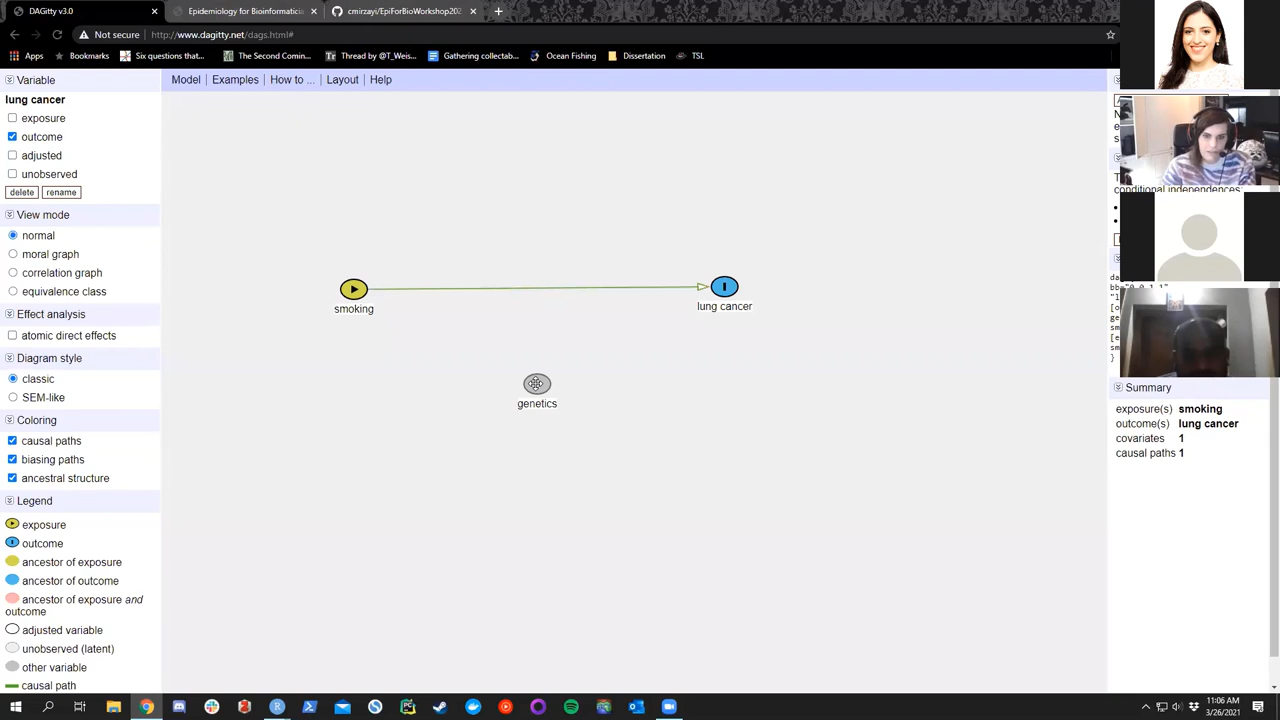 DAGitty v3.0
Epidemiology for Bioinformaticia
cmirzayi/EpiForBioWorkshop202
Not secure
http://www.dagitty.net/dags.html#
Apps
Bookmarks
Six questions that...
The Second Comin...
Thread by @T_Weis...
Gathering collectab...
Ocean Fishing
Dissertation
TSL
Variable
lung cancer
exposure
outcome
adjusted
unobserved
delete
rename
View mode
normal
moral graph
correlation graph
equivalence class
Effect analysis
atomic direct effects
Diagram style
classic
SEM-like
Coloring
causal paths
biasing paths
ancestral structure
Legend
exposure
outcome
ancestor of exposure
ancestor of outcome
ancestor of exposure and
outcome
adjusted variable
unobserved (latent)
other variable
causal path
Model | Examples | How to ... | Layout | Help
smoking
lung cancer
genetics
conditional independences:
Summary
exposure(s) smoking
outcome(s) lung cancer
covariates 1
causal paths 1
11:06 AM
3/26/2021